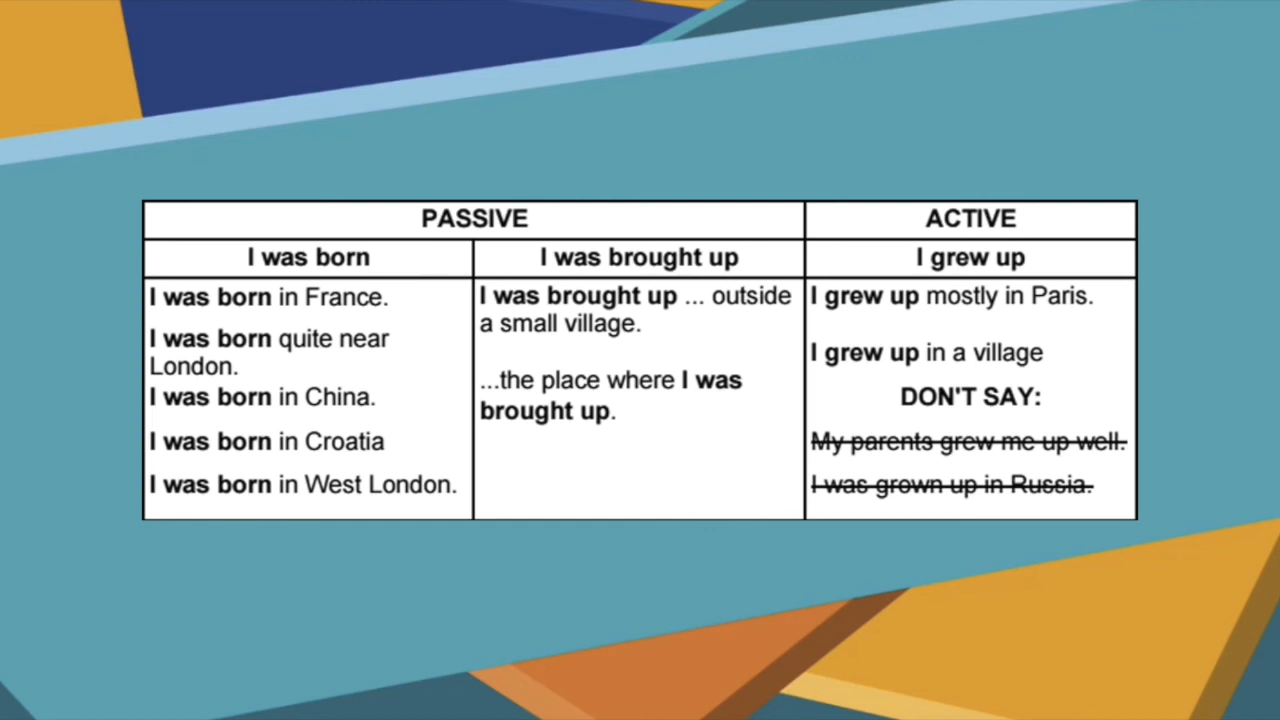 PASSIVE
ACTIVE
I was born
I was brought up
I grew up
I was born in France.
I was born quite near
London.
I was born in China.
I was born in Croatia
I was born in West London.
I was brought up ... outside
a small village.
...the place where I was
brought up.
I grew up mostly in Paris.
I grew up in a village
DON'T SAY:
My parents grew me up well.
I was grown up in Russia.